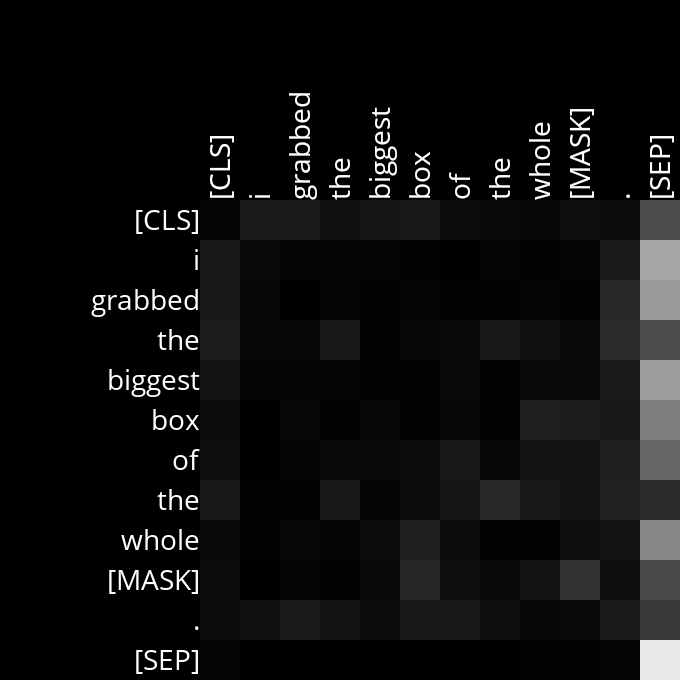 [CLS] i grabbed the biggest box of the whole [MASK] . [SEP]
[CLS]
i
grabbed
the
biggest
box
of
the
whole
[MASK]
.
[SEP]